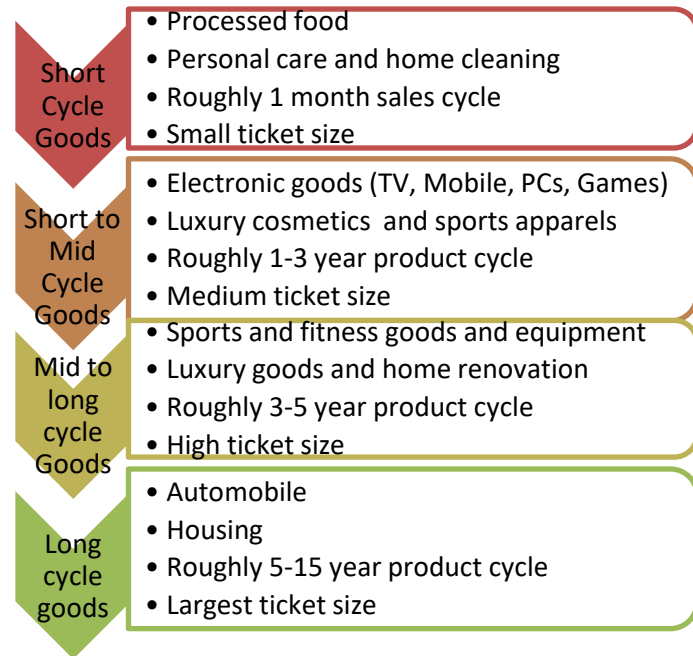 Short
Cycle
Goods
• Processed food
• Personal care and home cleaning
• Roughly 1 month sales cycle
• Small ticket size
Short to
Mid
Cycle
Goods
• Electronic goods (TV, Mobile, PCs, Games)
• Luxury cosmetics and sports apparels
• Roughly 1-3 year product cycle
• Medium ticket size
Mid to
long
cycle
Goods
• Sports and fitness goods and equipment
• Luxury goods and home renovation
• Roughly 3-5 year product cycle
• High ticket size
Long
cycle
goods
• Automobile
• Housing
• Roughly 5-15 year product cycle
• Largest ticket size